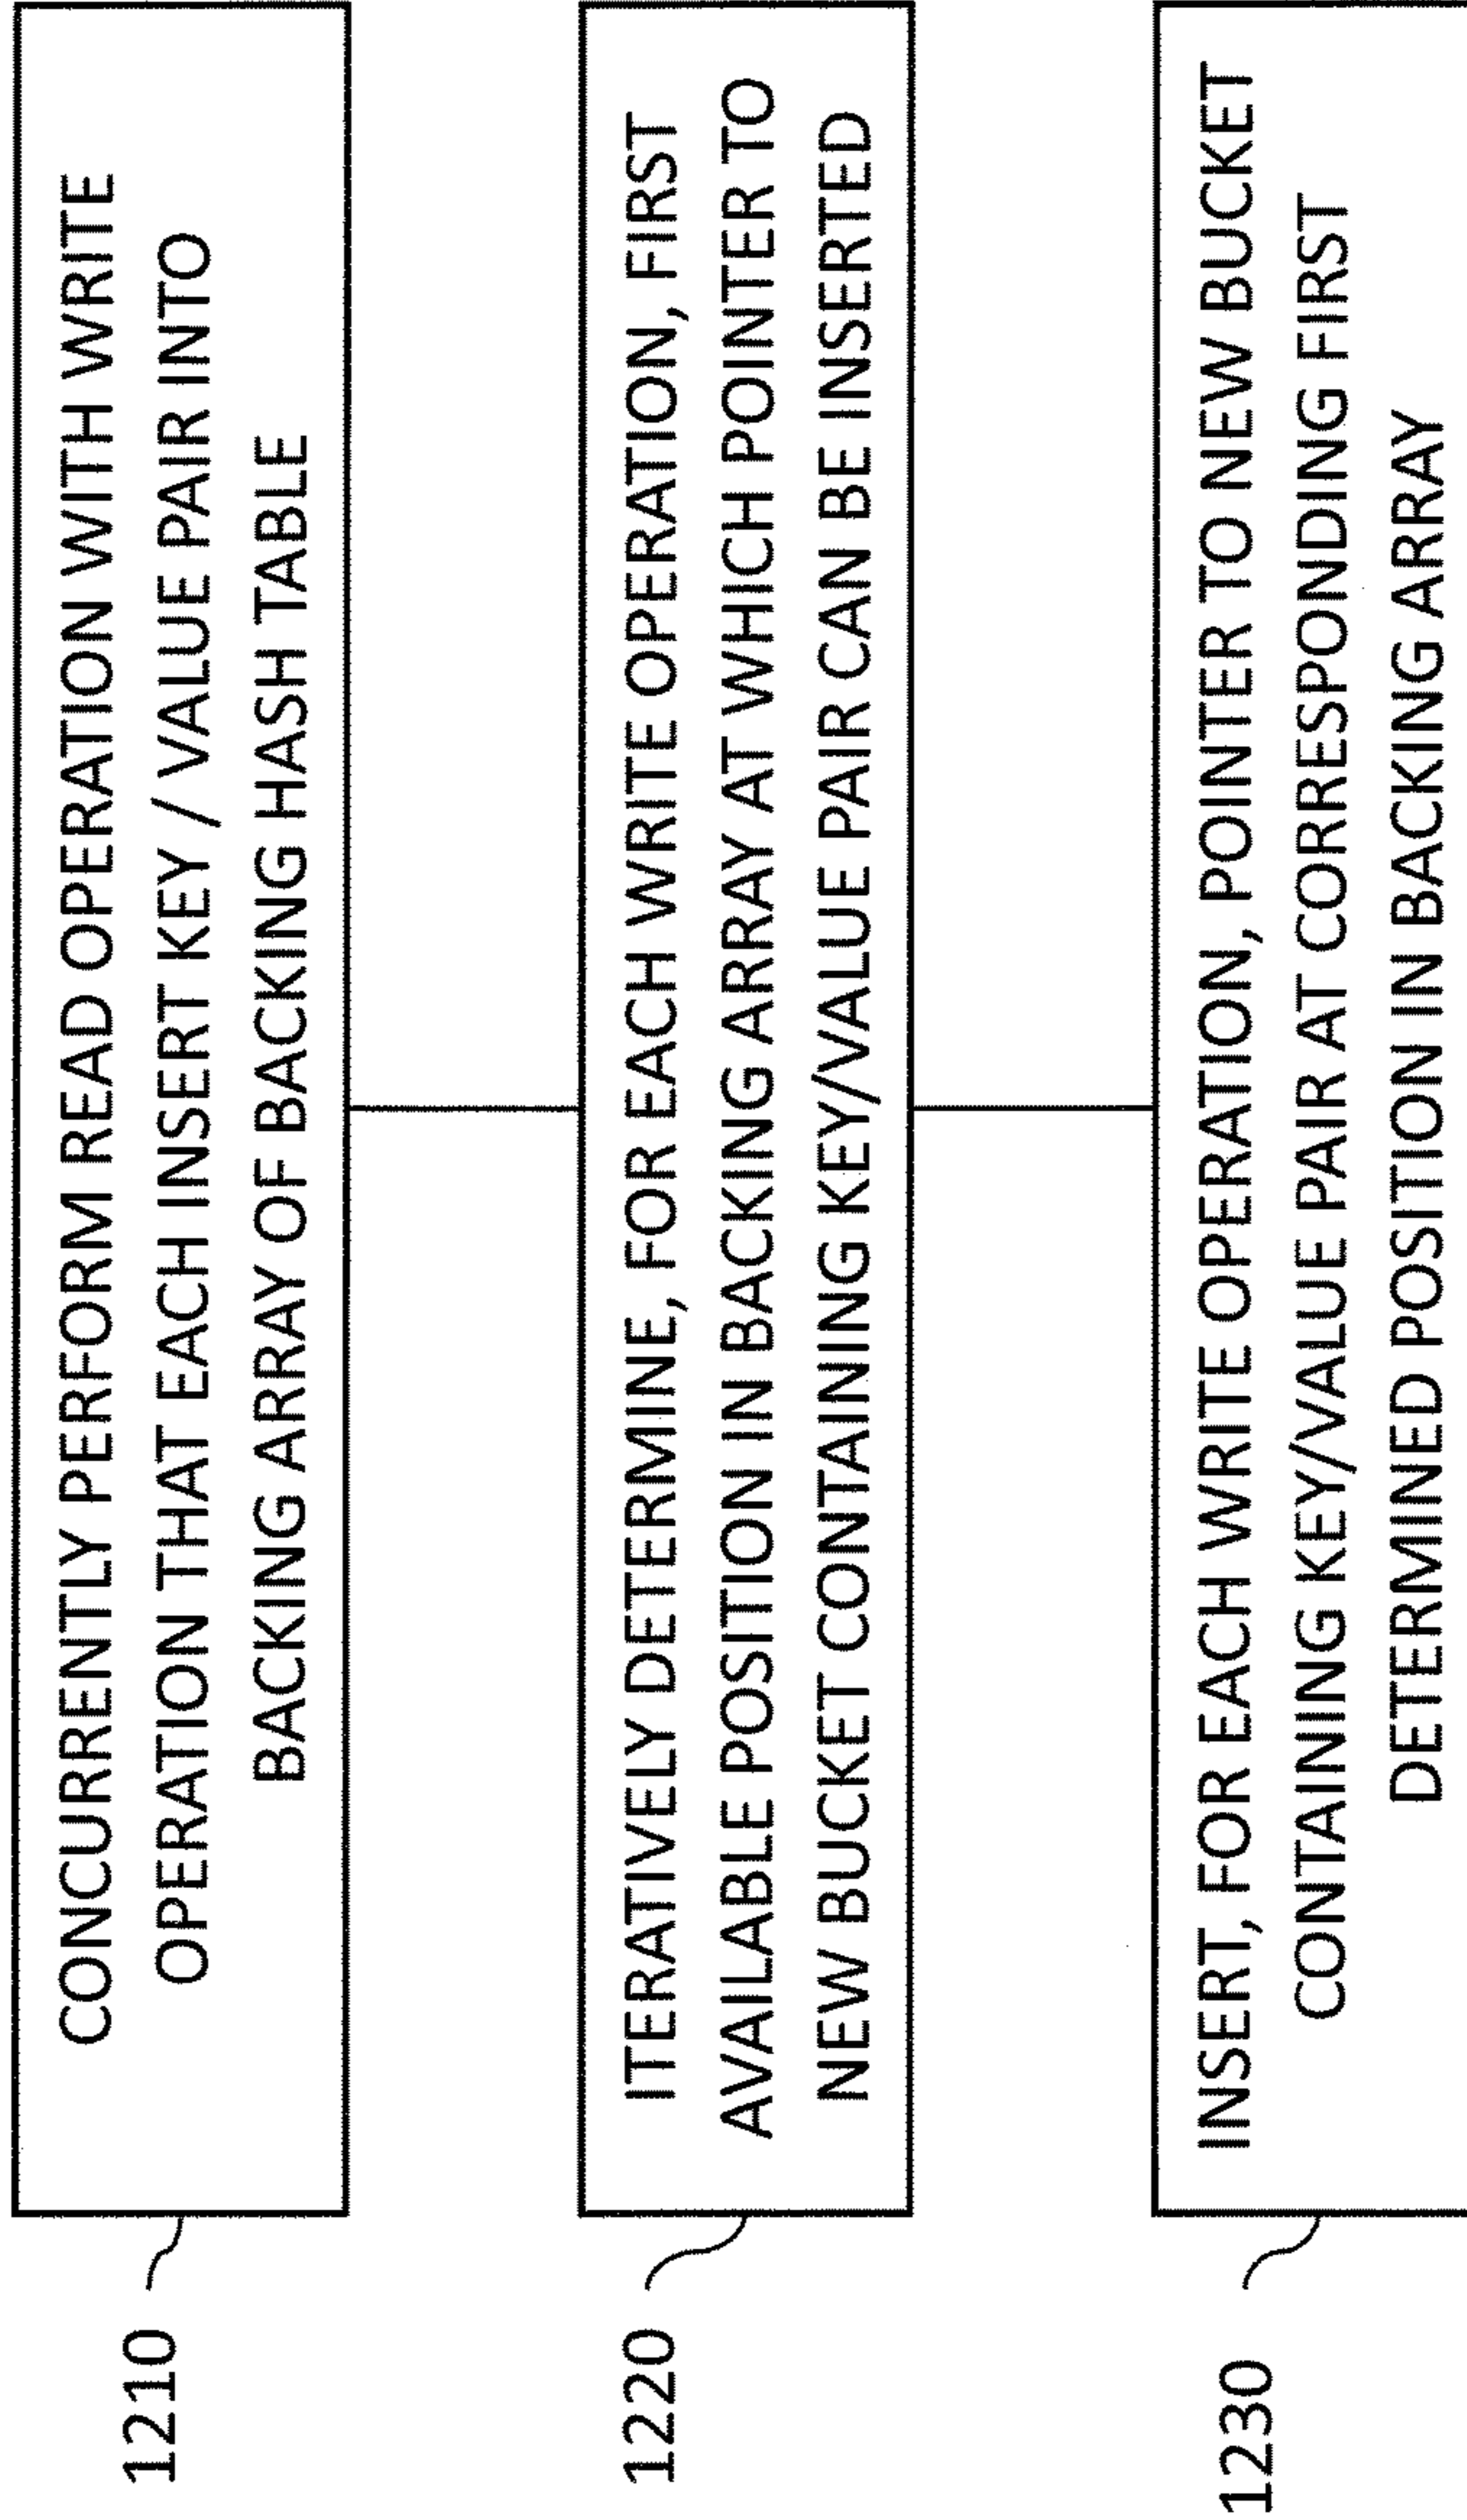 1210
CONCURRENTLY PERFORM READ OPERATION WITH WRITE
OPERATION THAT EACH INSERT KEY / VALUE PAIR INTO
BACKING ARRAY OF BACKING HASH TABLE
1220
ITERATIVELY DETERMINE, FOR EACH WRITE OPERATION, FIRST
AVAILABLE POSITION IN BACKING ARRAY AT WHICH POINTER TO
NEW BUCKET CONTAINING KEY/VALUE PAIR CAN BE INSERTED
1230
INSERT, FOR EACH WRITE OPERATION, POINTER TO NEW BUCKET
CONTAINING KEY/VALUE PAIR AT CORRESPONDING FIRST
DETERMINED POSITION IN BACKING ARRAY